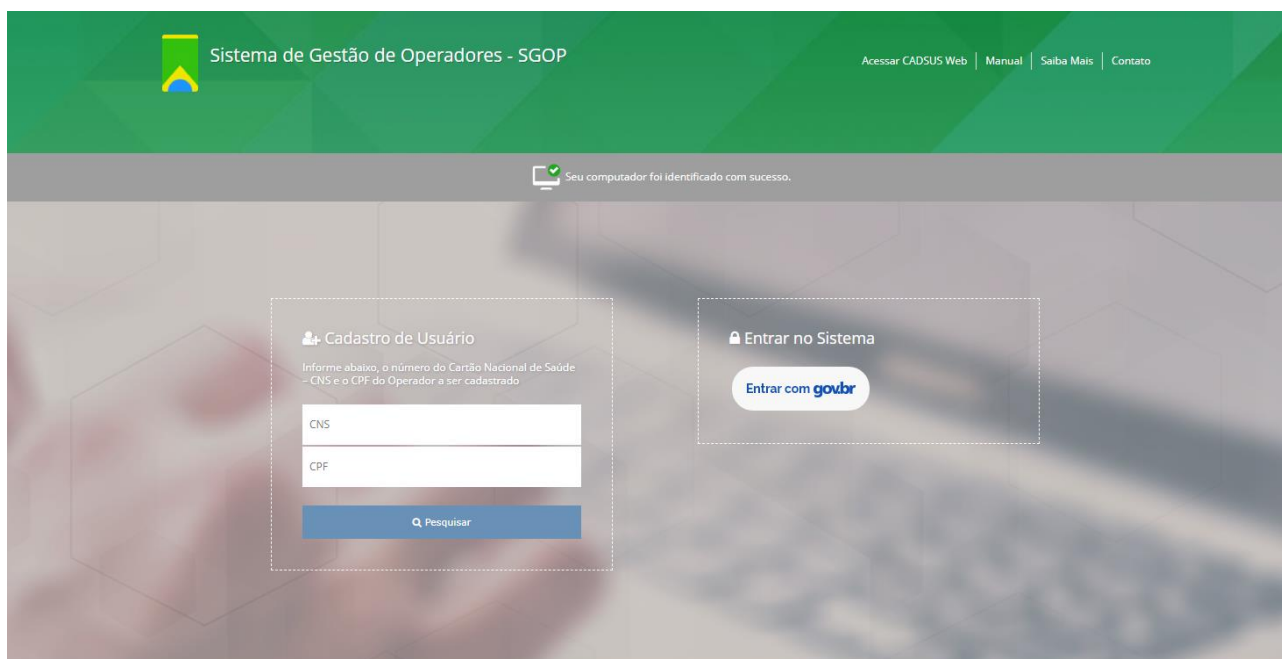 Sistema de Gestão de Operadores - SGOP
Acessar CADSUS Web | Manual | Saiba Mais | Contato
Seu computador foi identificado com sucesso.
Cadastro de Usuário
Informe abaixo, o número do Cartão Nacional de Saúde
– CNS e o CPF do Operador a ser cadastrado
CNS
CPF
Pesquisar
Entrar no Sistema
Entrar com gov.br